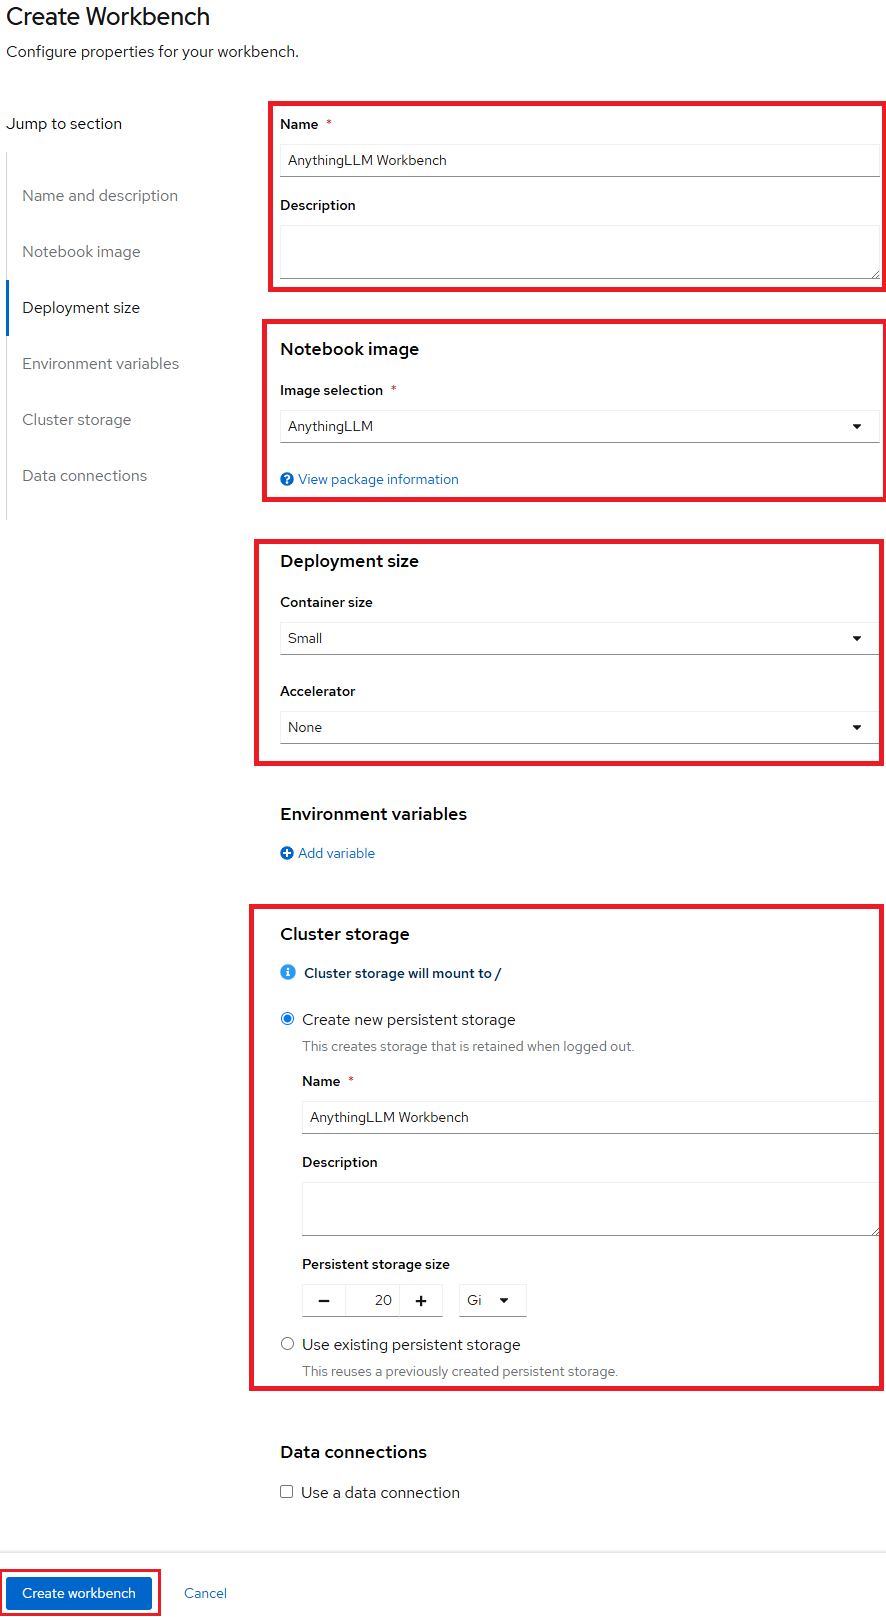 Create Workbench
Configure properties for your workbench.
Jump to section
Name and description
Notebook image
Deployment size
Environment variables
Cluster storage
Data connections
Name *
AnythingLLM Workbench
Description
Notebook image
Image selection *
AnythingLLM
View package information
Deployment size
Container size
Small
Accelerator
None
Environment variables
Add variable
Cluster storage
Cluster storage will mount to /
Create new persistent storage
This creates storage that is retained when logged out.
Name *
AnythingLLM Workbench
Description
Persistent storage size
20 Gi
Use existing persistent storage
This reuses a previously created persistent storage.
Data connections
Use a data connection
Create workbench Cancel